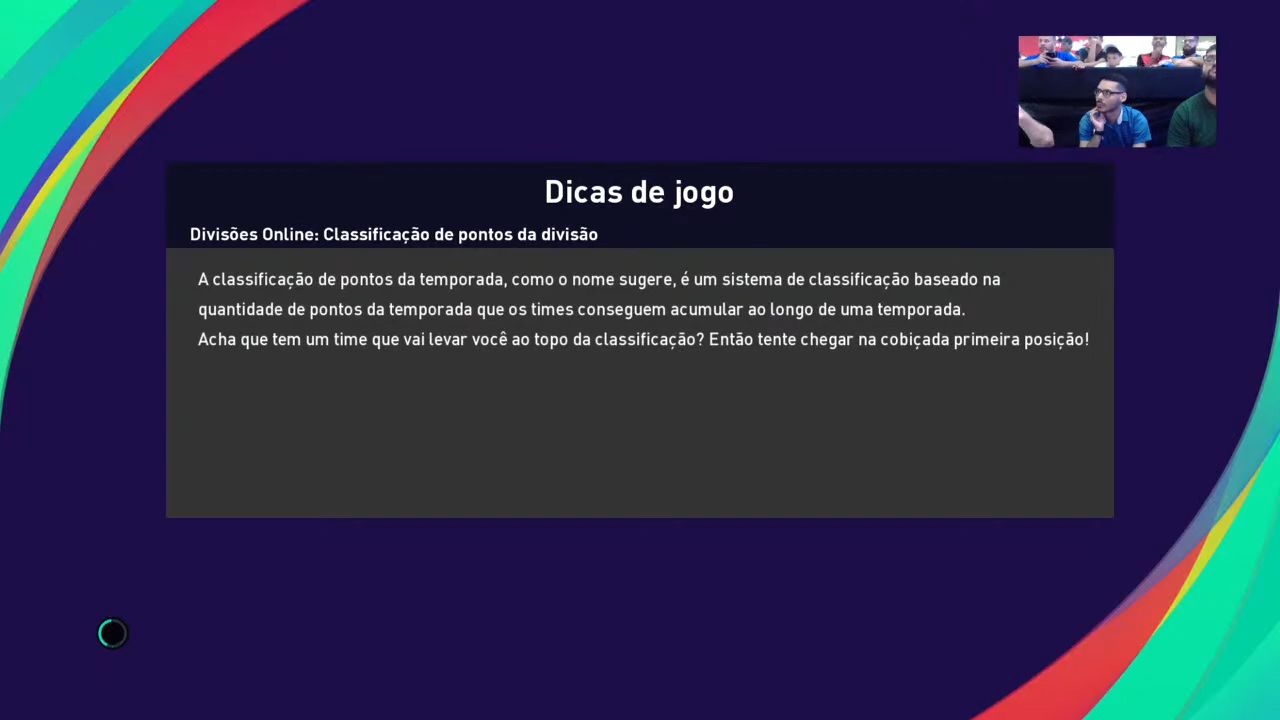 Dicas de jogo
Divisões Online: Classificação de pontos da divisão
A classificação de pontos da temporada, como o nome sugere, é um sistema de classificação baseado na
quantidade de pontos da temporada que os times conseguem acumular ao longo de uma temporada.
Acha que tem um time que vai levar você ao topo da classificação? Então tente chegar na cobiçada primeira posição!